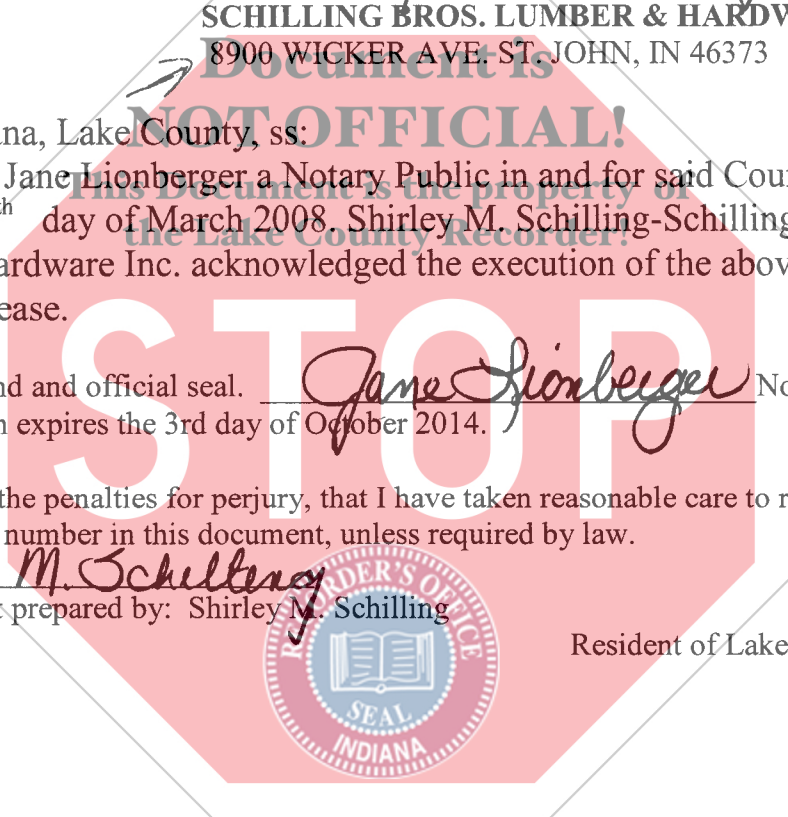 SCHILLING BROS. LUMBER & HARDW
8900 WICKER AVE. ST. JOHN, IN 46373
Document is
NOT OFFICIAL!
This Document is the property of
the Lake County Recorder!
na, Lake County, ss:
Jane Lionberger a Notary Public in and for said Cou
th day of March 2008. Shirley M. Schilling-Schilling
ardware Inc. acknowledged the execution of the abov
ease.
STOP
nd and official seal. Jane Lionberger No
n expires the 3rd day of October 2014.
the penalties for perjury, that I have taken reasonable care to r
number in this document, unless required by law.
M. Schilling
t prepared by: Shirley M. Schilling
Resident of Lake
RECORDER'S OFFICE
SEAL
INDIANA